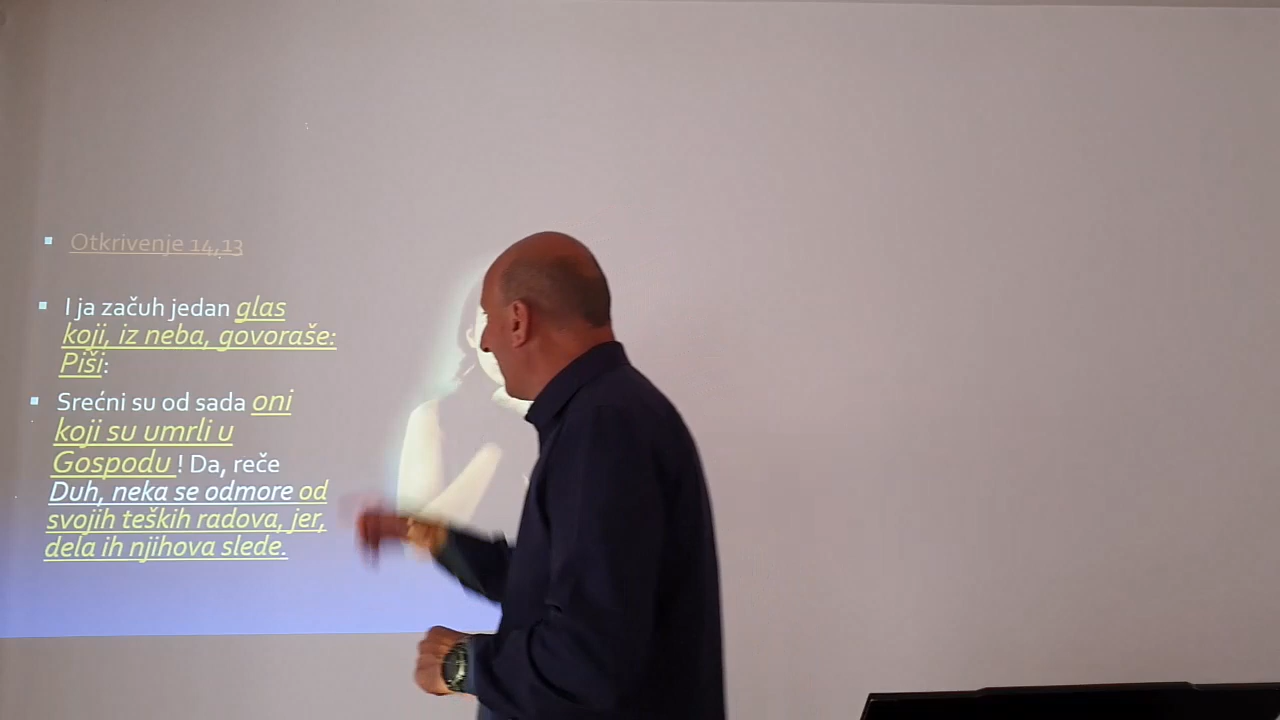 Otkrivenje 14,13
I ja začuh jedan glas
koji, iz neba, govoraše:
Piši:
Srećni su od sada oni
koji su umrli u
Gospodu ! Da, reče
Duh, neka se odmore od
svojih teških radova, jer,
dela ih njihova slede.